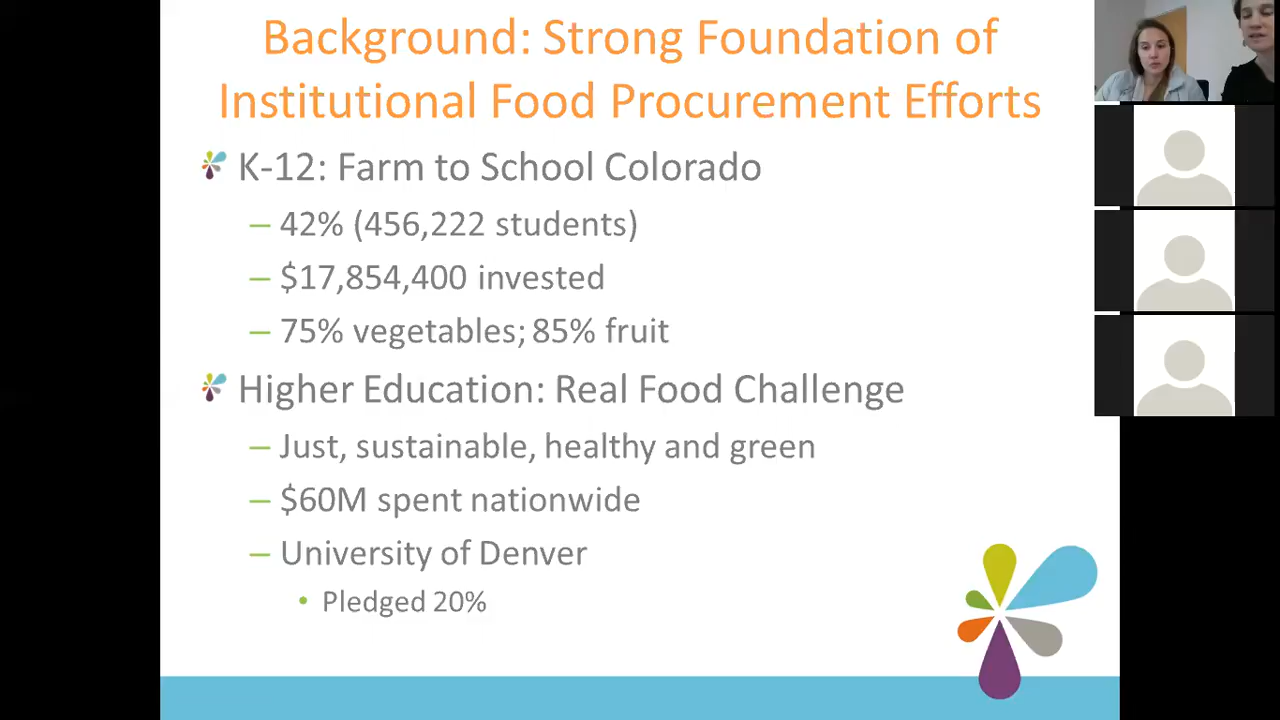 Background: Strong Foundation of
Institutional Food Procurement Efforts
K-12: Farm to School Colorado
– 42% (456,222 students)
– $17,854,400 invested
– 75% vegetables; 85% fruit
Higher Education: Real Food Challenge
– Just, sustainable, healthy and green
– $60M spent nationwide
– University of Denver
• Pledged 20%